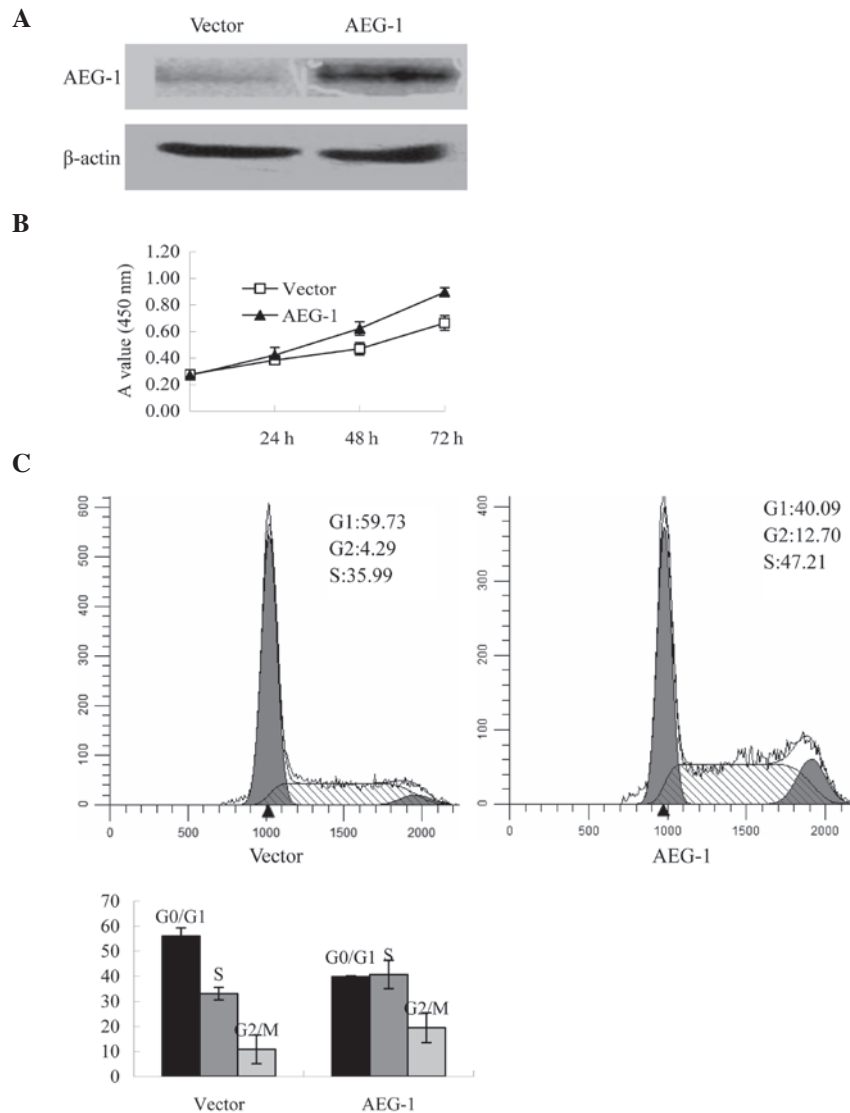 A
Vector AEG-1
AEG-1
β-actin
B
A value (450 nm)
1.20
1.00
0.80
0.60
0.40
0.20
0.00
Vector
AEG-1
24 h 48 h 72 h
C
600
500
400
300
200
100
0
G1:59.73
G2:4.29
S:35.99
0 500 1000 1500 2000
Vector
400
300
200
100
0
G1:40.09
G2:12.70
S:47.21
0 500 1000 1500 2000
AEG-1
70
60
50
40
30
20
10
0
G0/G1
S
G2/M
G0/G1
S
G2/M
Vector AEG-1